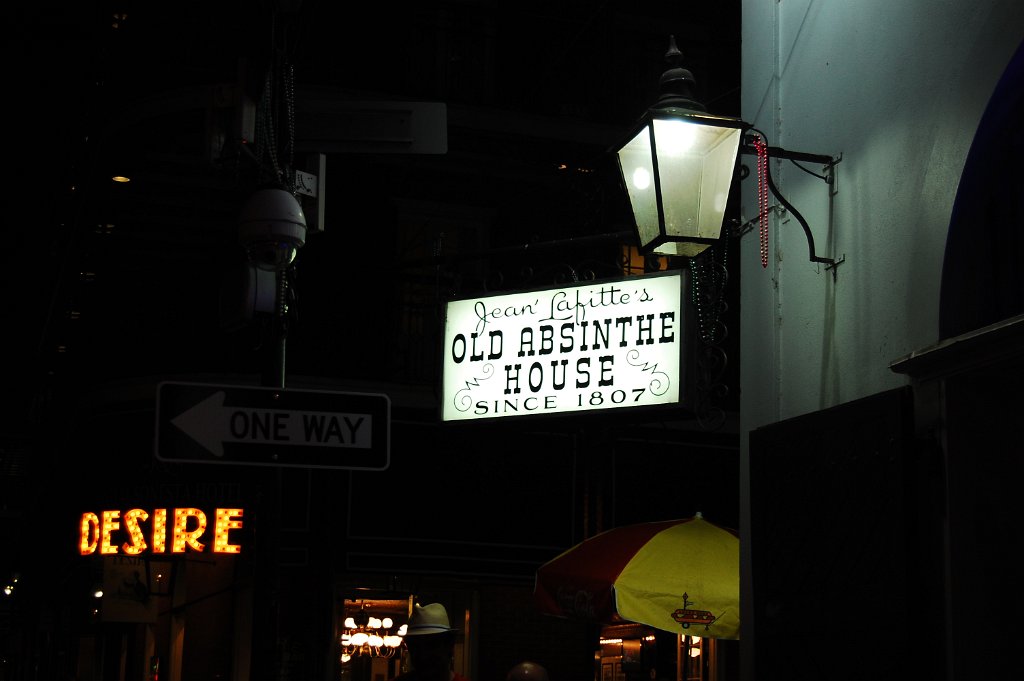 Jean Lafitte's
OLD ABSINTHE
HOUSE
SINCE 1807
ONE WAY
DESIRE